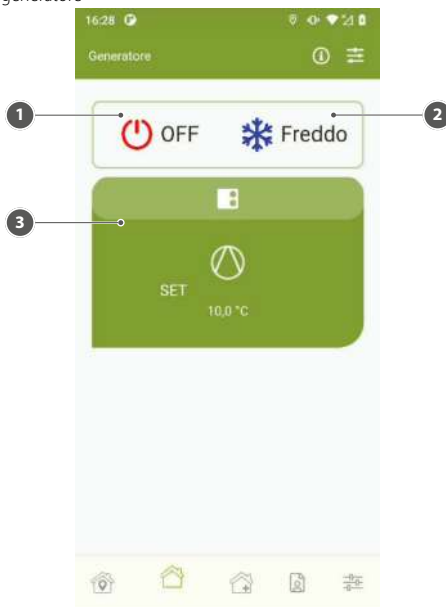 generatore
16:28
Generatore
1
2
OFF Freddo
3
SET
10,0 °C